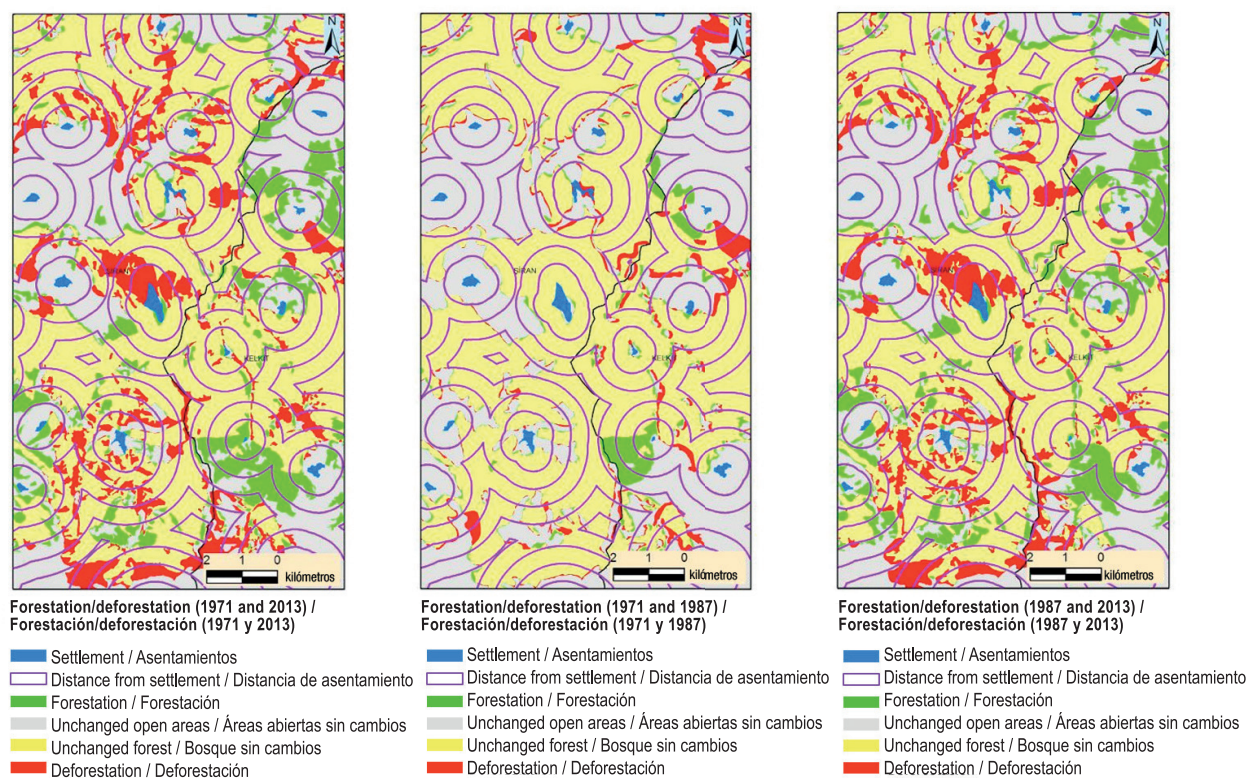 N
SIRAN
KELKIT
2 1 0
kilómetros
Forestation/deforestation (1971 and 2013) /
Forestación/deforestación (1971 y 2013)
Settlement / Asentamientos
Distance from settlement / Distancia de asentamiento
Forestation / Forestación
Unchanged open areas / Áreas abiertas sin cambios
Unchanged forest / Bosque sin cambios
Deforestation / Deforestación
N
SIRAN
KELKIT
2 1 0
kilómetros
Forestation/deforestation (1971 and 1987) /
Forestación/deforestación (1971 y 1987)
Settlement / Asentamientos
Distance from settlement / Distancia de asentamiento
Forestation / Forestación
Unchanged open areas / Áreas abiertas sin cambios
Unchanged forest / Bosque sin cambios
Deforestation / Deforestación
N
SIRAN
KELKIT
2 1 0
kilómetros
Forestation/deforestation (1987 and 2013) /
Forestación/deforestación (1987 y 2013)
Settlement / Asentamientos
Distance from settlement / Distancia de asentamiento
Forestation / Forestación
Unchanged open areas / Áreas abiertas sin cambios
Unchanged forest / Bosque sin cambios
Deforestation / Deforestación